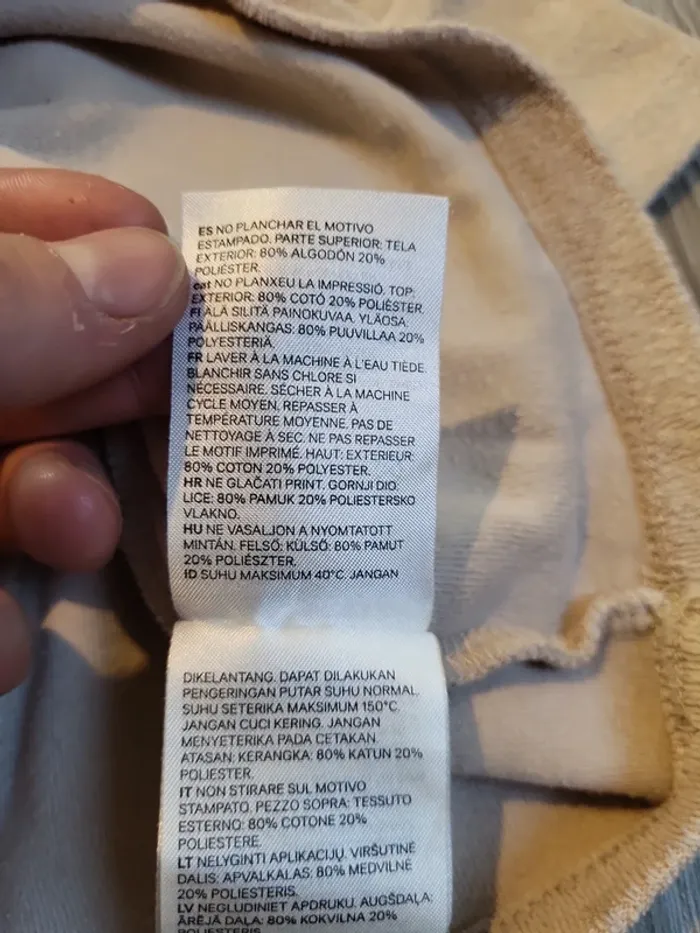 ES NO PLANCHAR EL MOTIVO
ESTAMPADO. PARTE SUPERIOR: TELA
EXTERIOR: 80% ALGODÓN 20%
POLIÉSTER.
cat NO PLANXEU LA IMPRESSIÓ. TOP:
EXTERIOR: 80% COTÓ 20% POLIÈSTER.
FI ÄLÄ SILITÄ PAINOKUVAA. YLÄOSA:
PÄÄLLISKANGAS: 80% PUUVILLAA 20%
POLYESTERIÄ.
FR LAVER À LA MACHINE À L'EAU TIÈDE.
BLANCHIR SANS CHLORE SI
NÉCESSAIRE. SÉCHER À LA MACHINE
CYCLE MOYEN. REPASSER À
TEMPÉRATURE MOYENNE. PAS DE
NETTOYAGE À SEC. NE PAS REPASSER
LE MOTIF IMPRIMÉ. HAUT: EXTERIEUR:
80% COTON 20% POLYESTER.
HR NE GLAČATI PRINT. GORNJI DIO:
LICE: 80% PAMUK 20% POLIESTERSKO
VLAKNO.
HU NE VASALJON A NYOMTATOTT
MINTÁN. FELSŐ: KÜLSŐ: 80% PAMUT
20% POLIÉSZTER.
ID SUHU MAKSIMUM 40°C. JANGAN
DIKELANTANG. DAPAT DILAKUKAN
PENGERINGAN PUTAR SUHU NORMAL.
SUHU SETERIKA MAKSIMUM 150°C.
JANGAN CUCI KERING. JANGAN
MENYETERIKA PADA CETAKAN.
ATASAN: KERANGKA: 80% KATUN 20%
POLIESTER.
IT NON STIRARE SUL MOTIVO
STAMPATO. PEZZO SOPRA: TESSUTO
ESTERNO: 80% COTONE 20%
POLIESTERE.
LT NELYGINTI APLIKACIJŲ. VIRŠUTINĖ
DALIS: APVALKALAS: 80% MEDVILNĖ
20% POLIESTERIS.
LV NEGLUDINIET APDRUKU. AUGŠDAĻA:
ĀRĒJĀ DAĻA: 80% KOKVILNA 20%
POLIESTERIS.